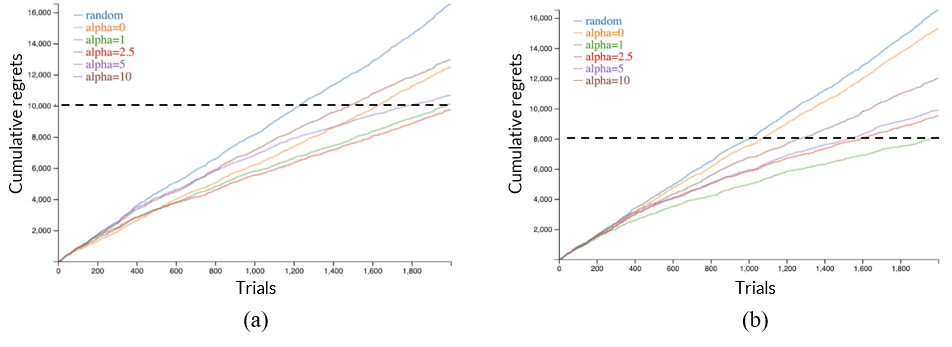 16,000
14,000
12,000
10,000
8,000
6,000
4,000
2,000
0
200
400
600
800
1,000
1,200
1,400
1,600
1,800
random
alpha=0
alpha=1
alpha=2.5
alpha=5
alpha=10
Cumulative regrets
Trials
(a)
16,000
14,000
12,000
10,000
8,000
6,000
4,000
2,000
0
200
400
600
800
1,000
1,200
1,400
1,600
1,800
random
alpha=0
alpha=1
alpha=2.5
alpha=5
alpha=10
Cumulative regrets
Trials
(b)